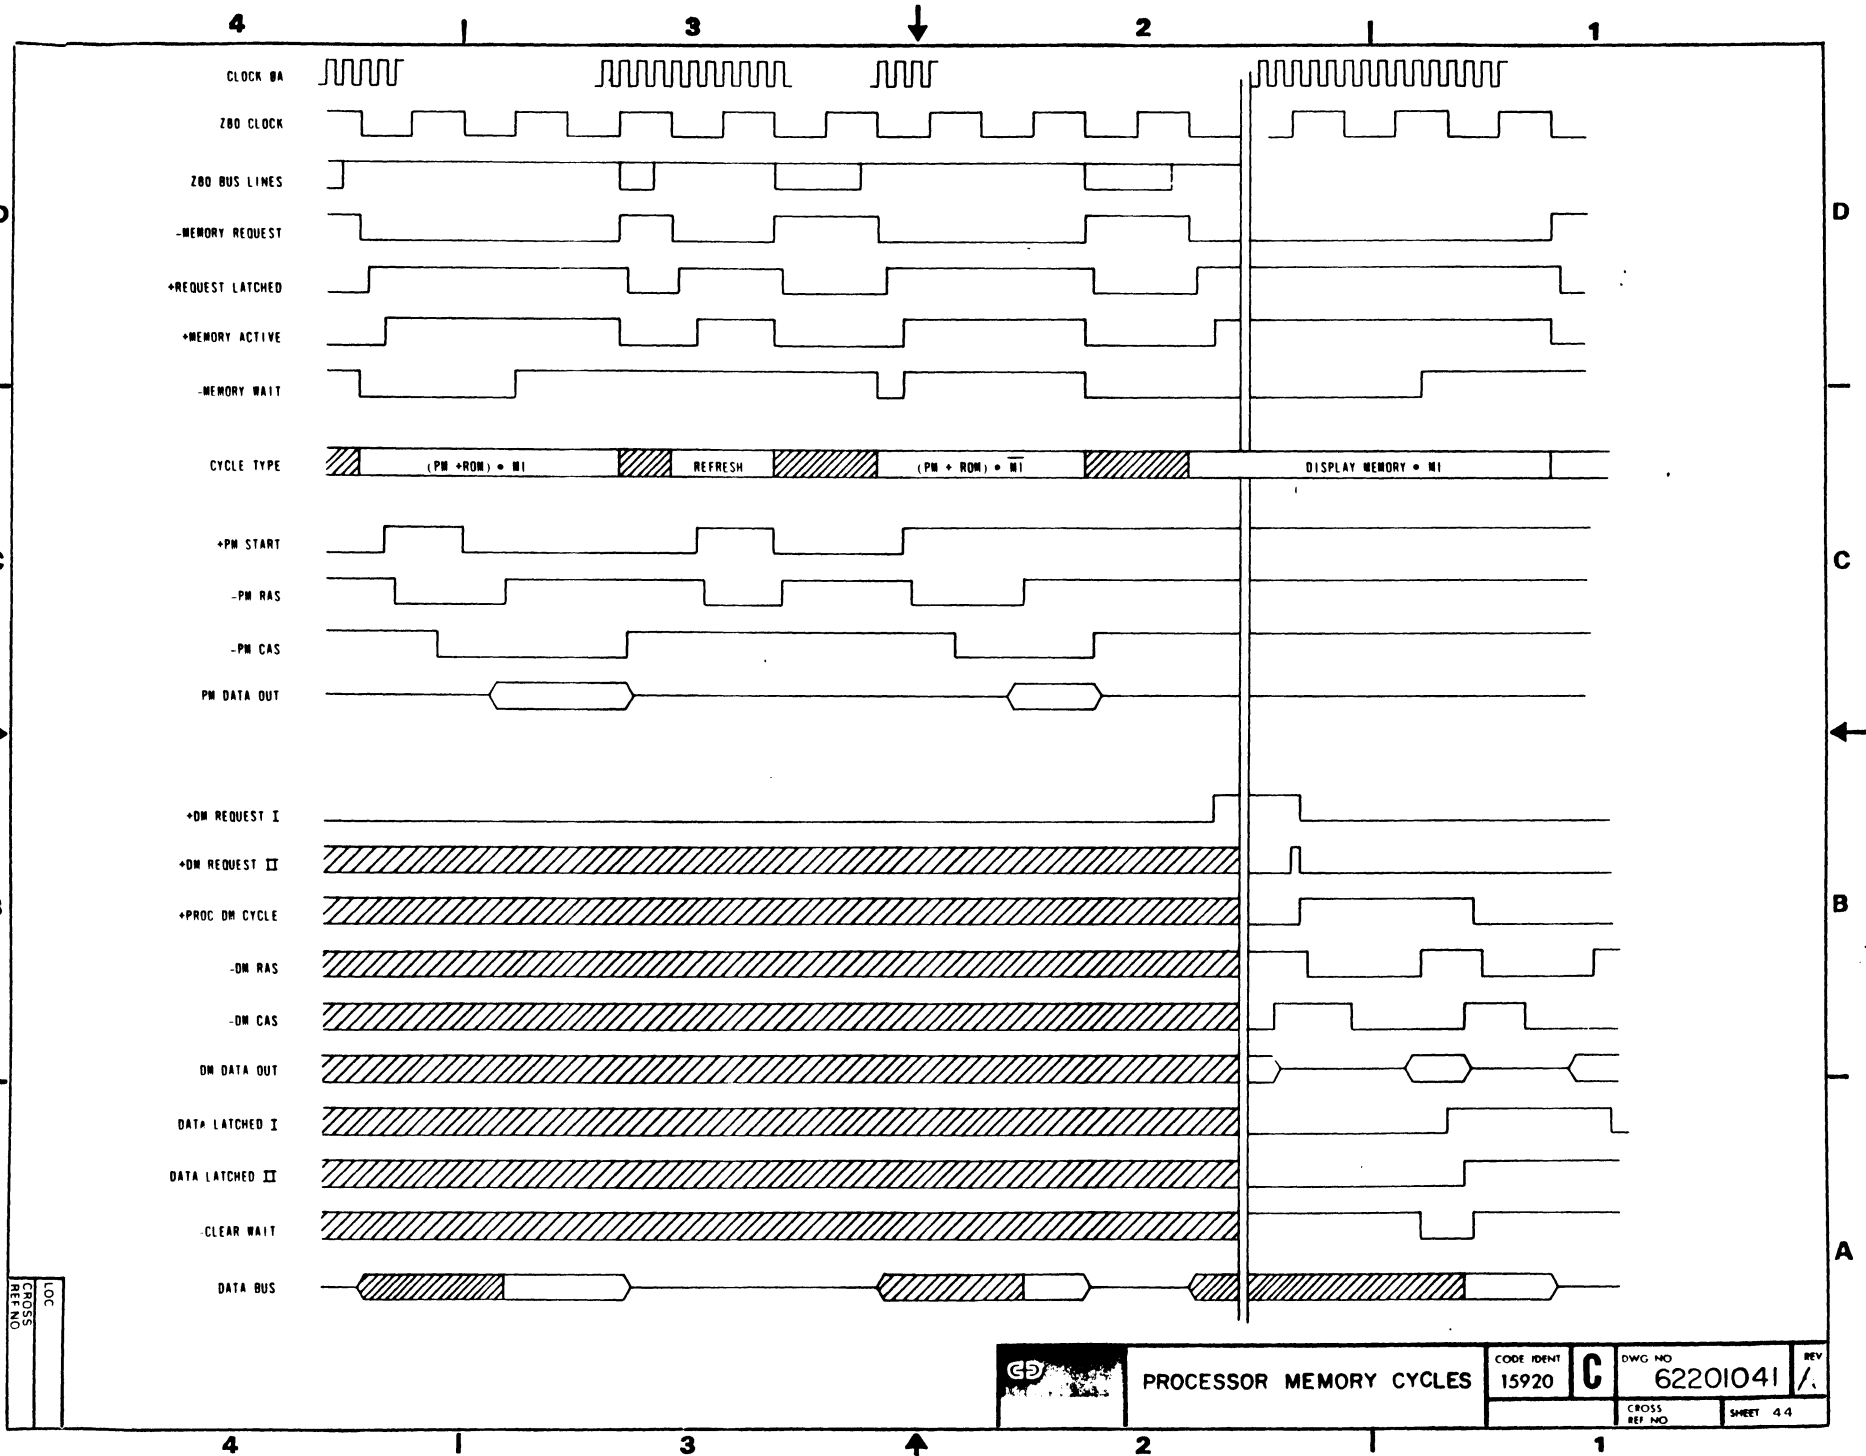 4 3 2 1
CLOCK 0A
Z80 CLOCK
Z80 BUS LINES
D
-MEMORY REQUEST
D
+REQUEST LATCHED
+MEMORY ACTIVE
-MEMORY WAIT
CYCLE TYPE
(PM +ROM) • M1
REFRESH
(PM + ROM) • M̅1̅
DISPLAY MEMORY • M1
+PM START
C
-PM RAS
-PM CAS
PM DATA OUT
+DM REQUEST I
+DM REQUEST II
+PROC DM CYCLE
B
-DM RAS
-DM CAS
DM DATA OUT
DATA LATCHED I
DATA LATCHED II
-CLEAR WAIT
A
DATA BUS
LOC
CROSS
REF NO
PROCESSOR MEMORY CYCLES
CODE IDENT
15920
C
DWG NO
62201041
REV
CROSS
REF NO
SHEET 44
4 3 2 1